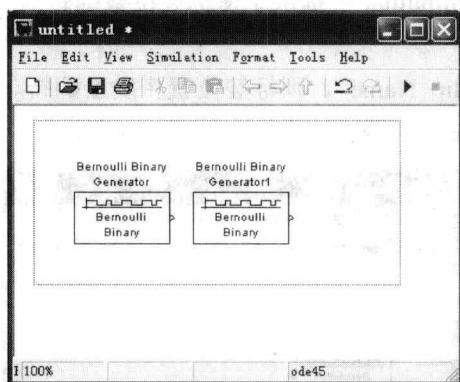 untitled *
File Edit View Simulation Format Tools Help
Bernoulli Binary Generator
Bernoulli Binary
Bernoulli Binary Generator1
Bernoulli Binary
100%
ode45